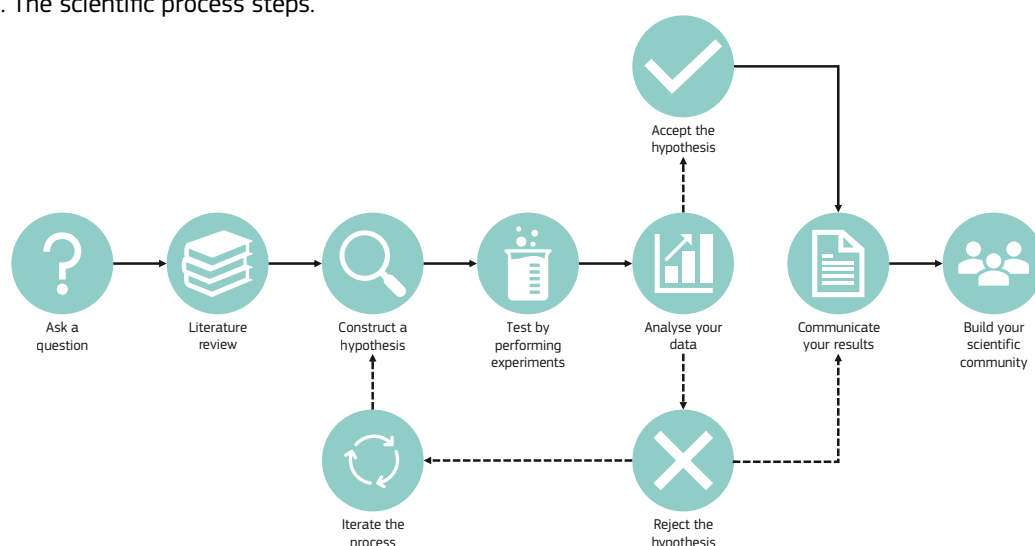 . The scientific process steps.
Accept the
hypothesis
Ask a
question
Literature
review
Construct a
hypothesis
Test by
performing
experiments
Analyse your
data
Communicate
your results
Build your
scientific
community
Iterate the
process
Reject the
hypothesis